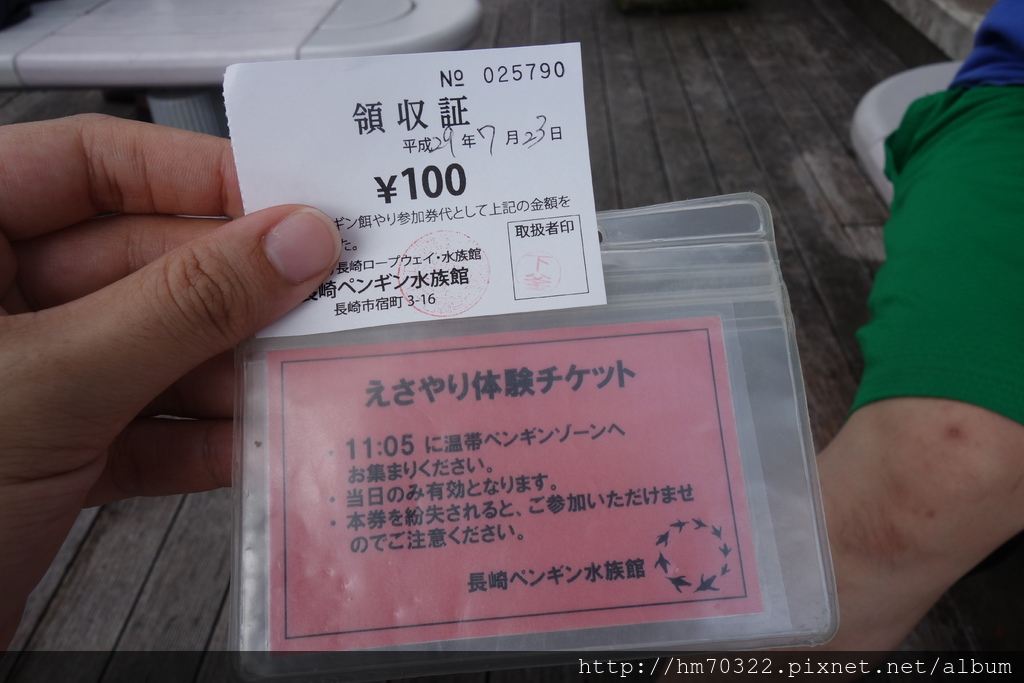 № 025790
領収証
平成29年7月23日
¥100
ギン餌やり参加券代として上記の金額を
た。
取扱者印
長崎ロープウェイ・水族館
長崎ペンギン水族館
長崎市宿町 3-16
えさやり体験チケット
・11:05 に温帯ペンギンゾーンへ
お集まりください。
・当日のみ有効となります。
・本券を紛失されると、ご参加いただけませ
のでご注意ください。
長崎ペンギン水族館
http://hm70322.pixnet.net/album